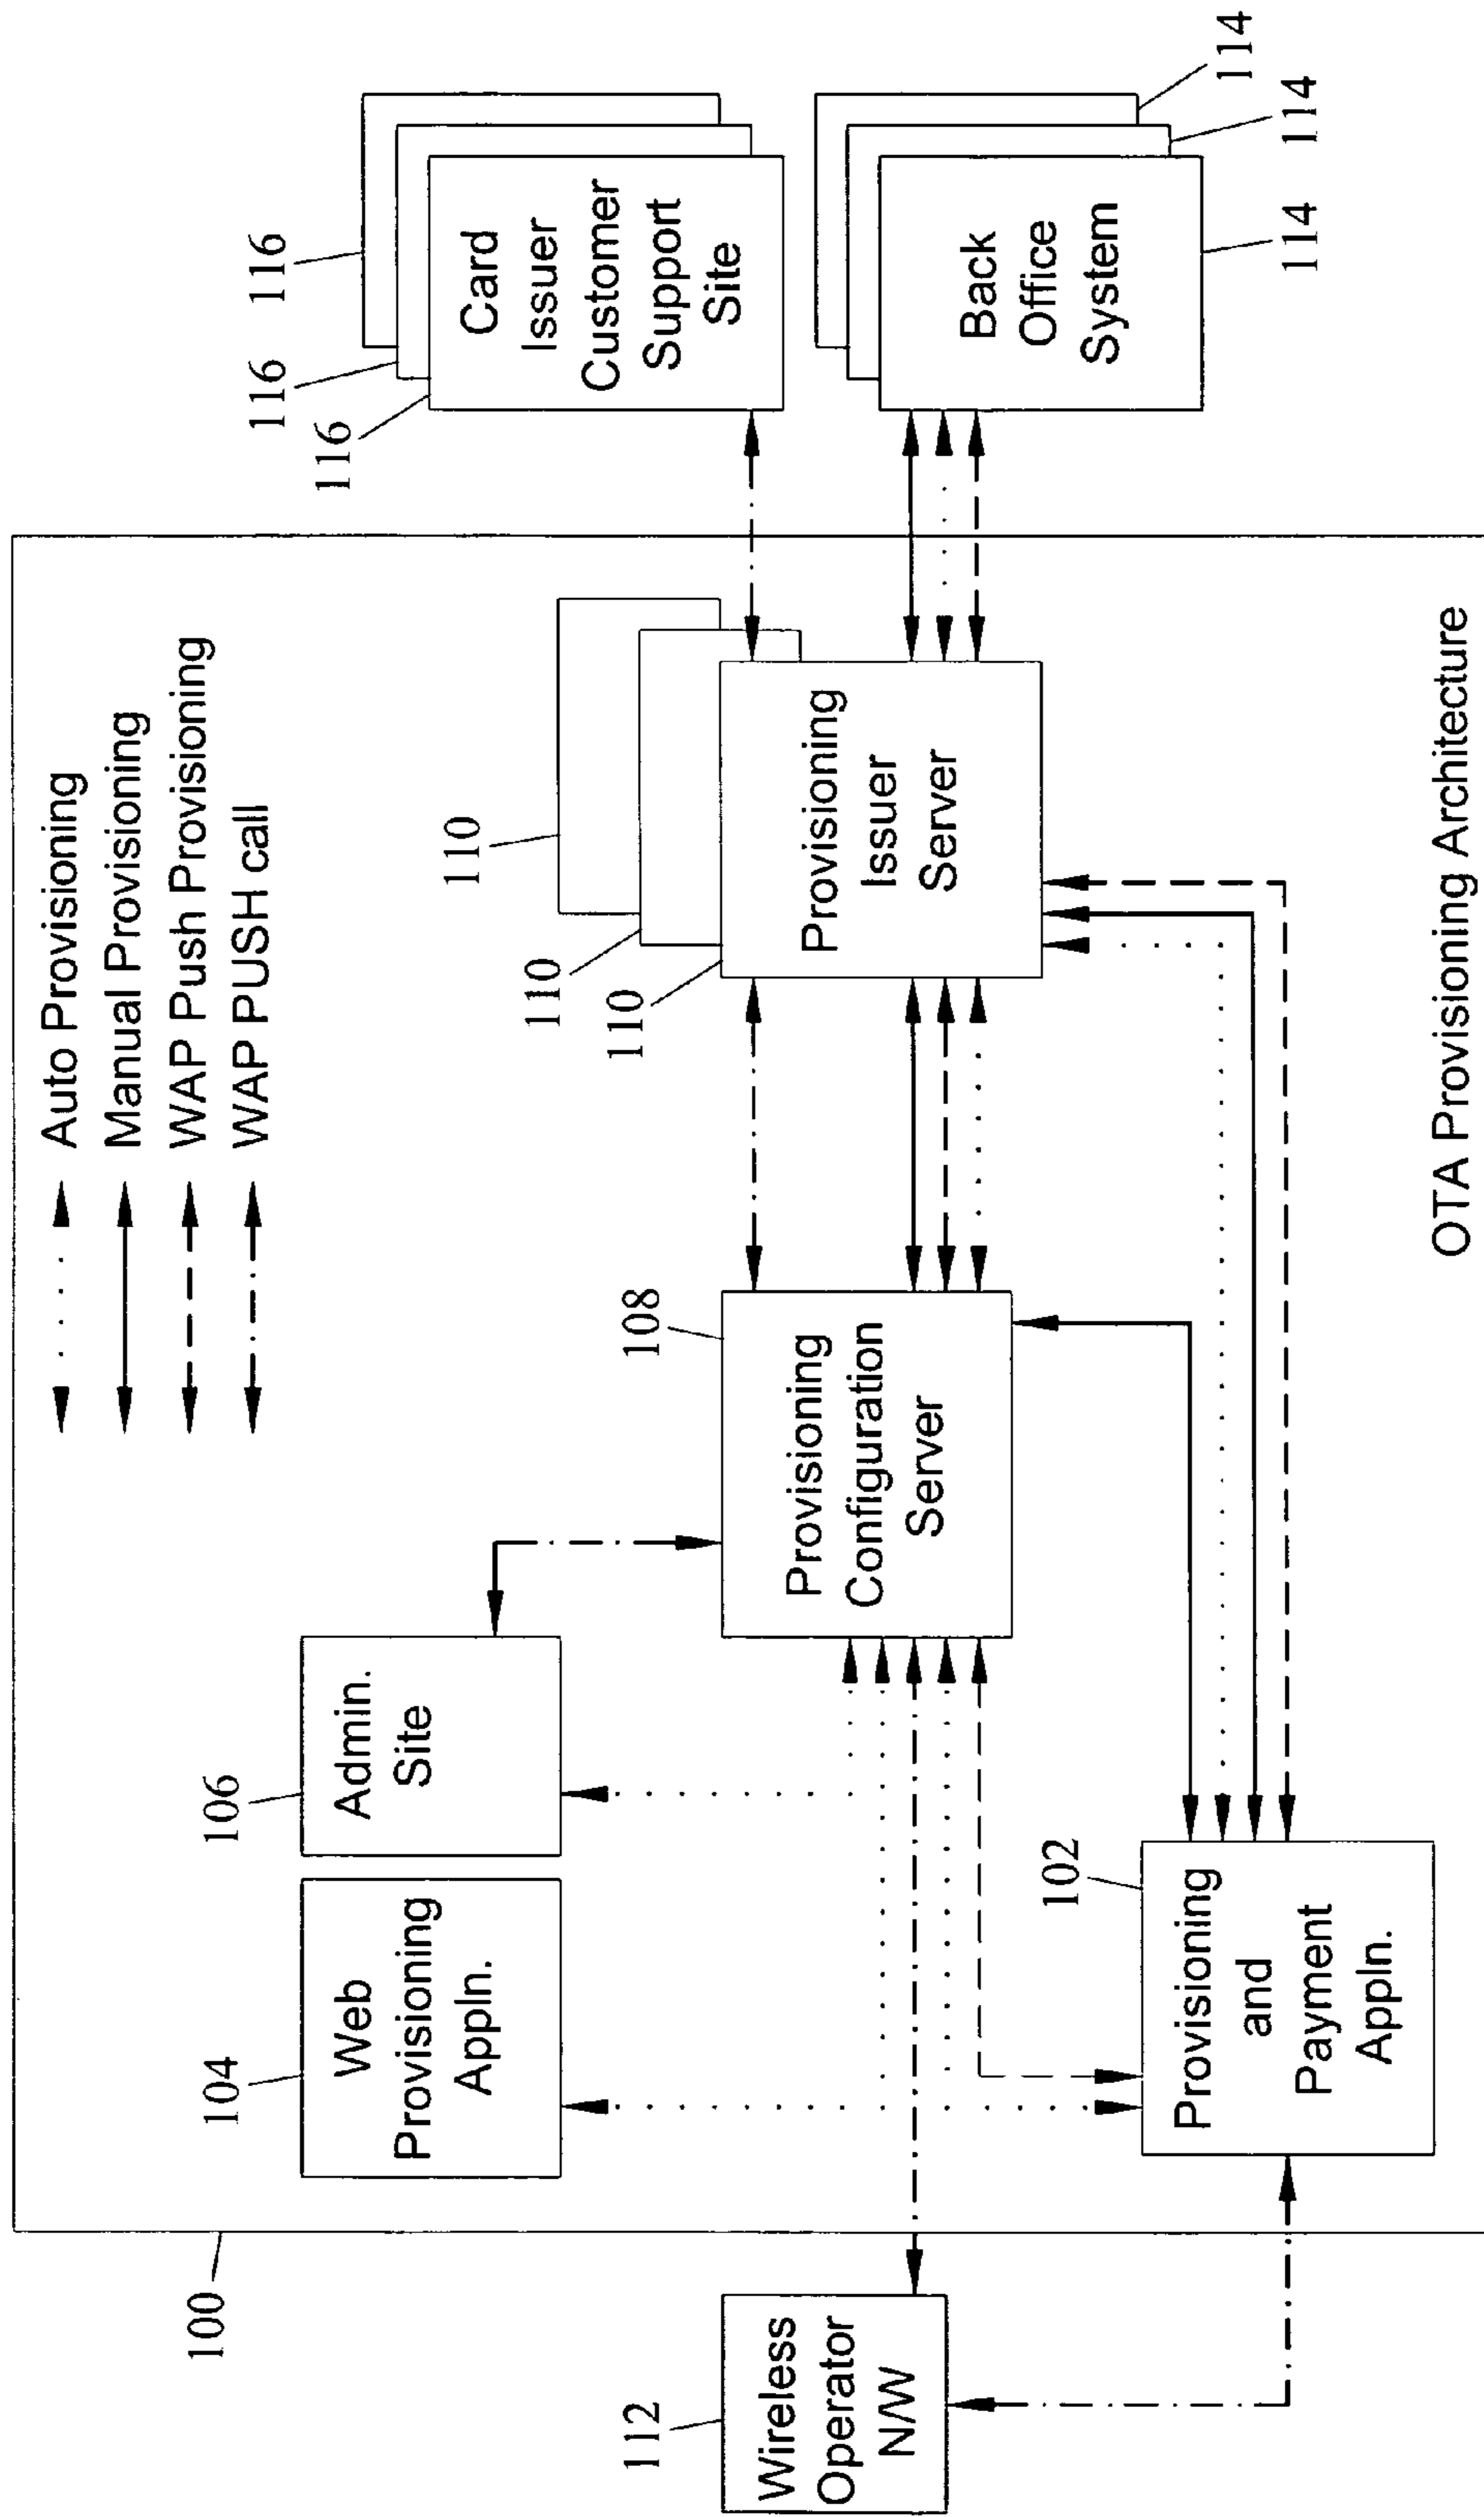 Auto Provisioning
Manual Provisioning
WAP Push Provisioning
WAP PUSH call
100
104
Web
Provisioning
Appln.
106
Admin.
Site
112
Wireless
Operator
N/W
108
Provisioning
Configuration
Server
110
110
110
Provisioning
Issuer
Server
116
116
116
Card
Issuer
Customer
Support
Site
Back
Office
System
114
114
114
102
Provisioning
and
Payment
Appln.
OTA Provisioning Architecture